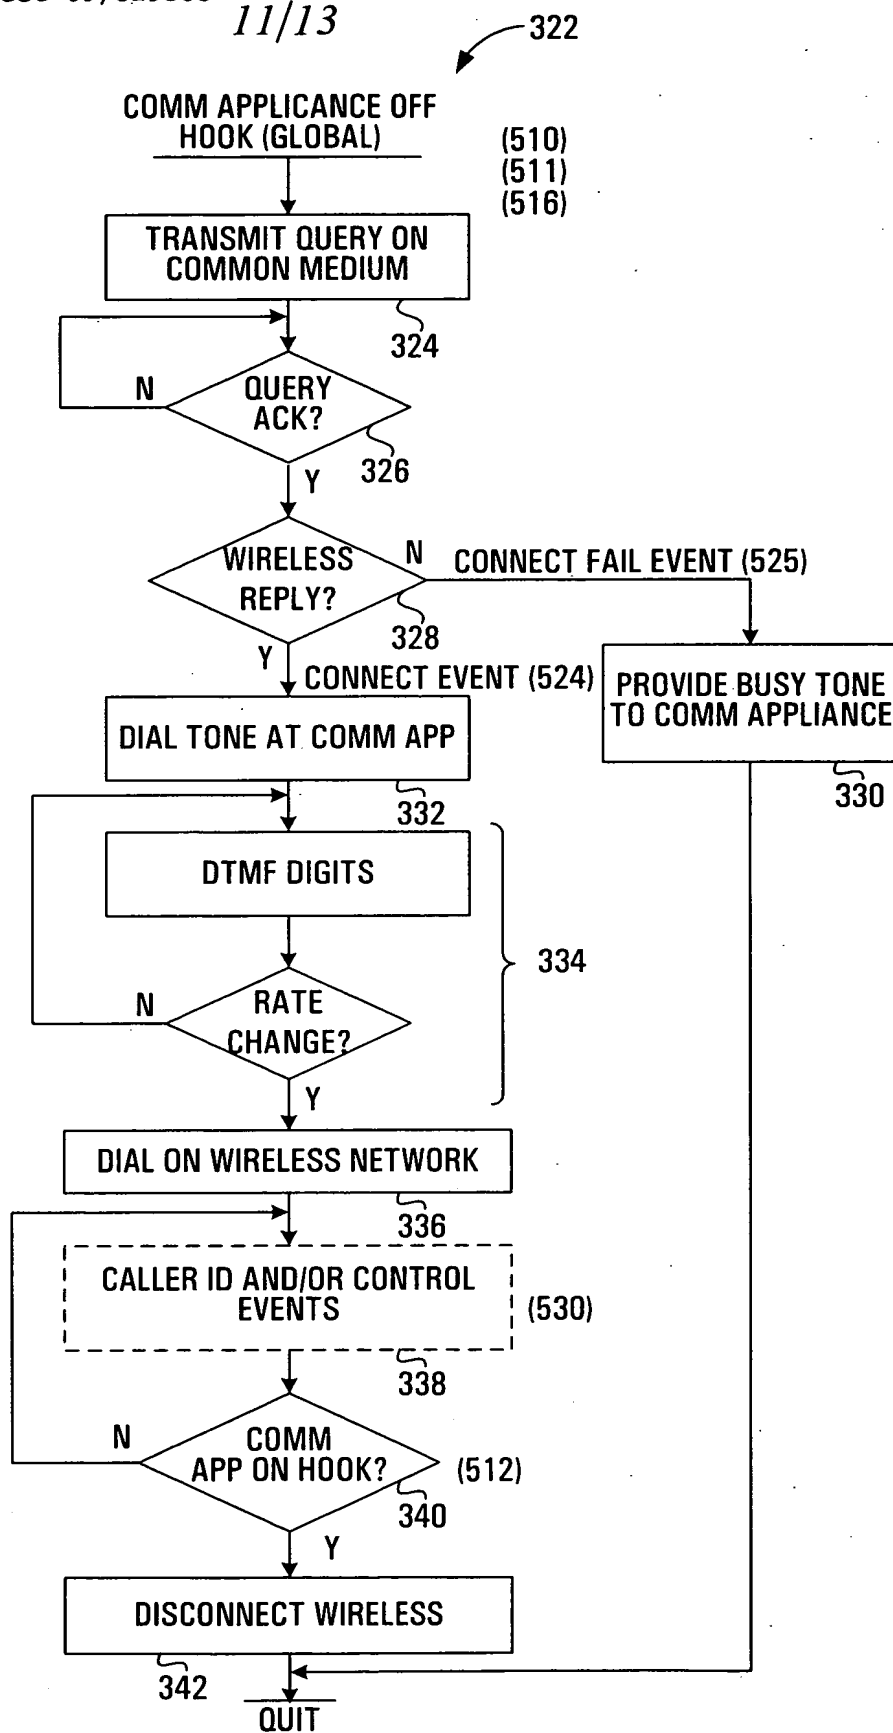 11/13
322
COMM APPLICANCE OFF
HOOK (GLOBAL)
(510)
(511)
(516)
TRANSMIT QUERY ON
COMMON MEDIUM
324
N
QUERY
ACK?
326
Y
WIRELESS
REPLY?
N
CONNECT FAIL EVENT (525)
328
Y
CONNECT EVENT (524)
PROVIDE BUSY TONE
TO COMM APPLIANCE
330
DIAL TONE AT COMM APP
332
DTMF DIGITS
334
N
RATE
CHANGE?
Y
DIAL ON WIRELESS NETWORK
336
CALLER ID AND/OR CONTROL
EVENTS
(530)
338
N
COMM
APP ON HOOK?
(512)
340
Y
DISCONNECT WIRELESS
342
QUIT